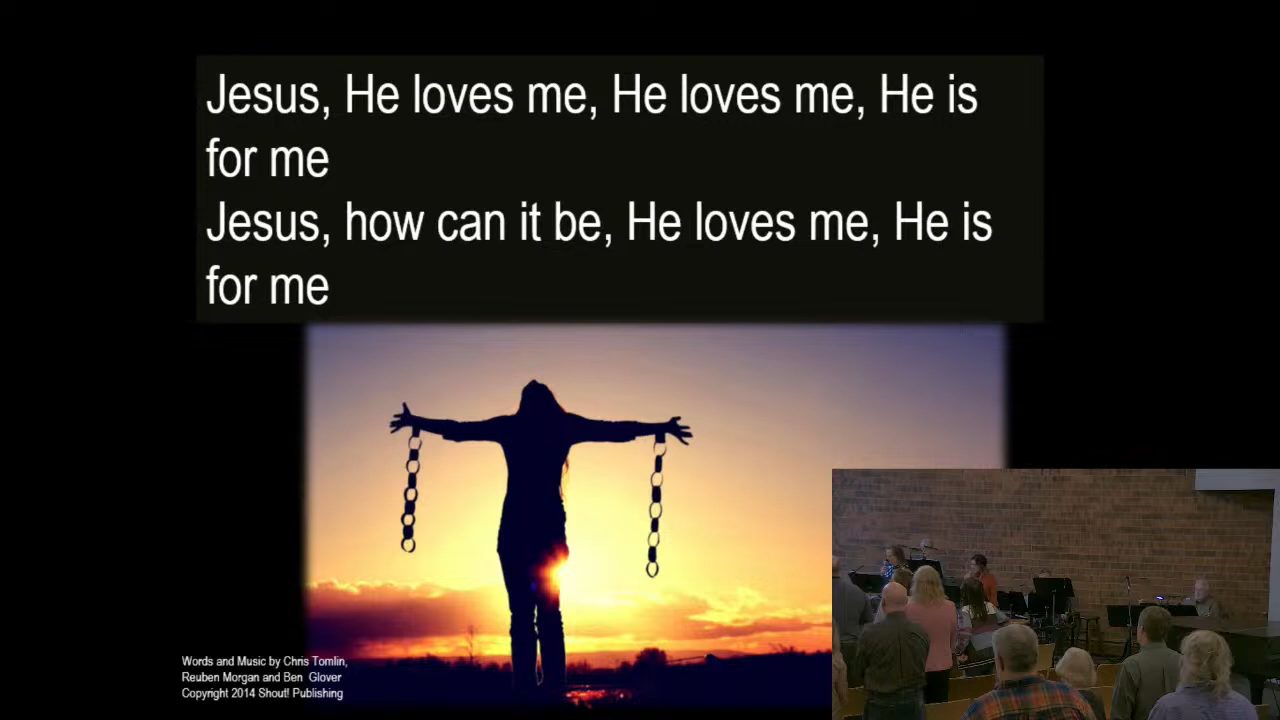 Jesus, He loves me, He loves me, He is
for me
Jesus, how can it be, He loves me, He is
for me
Words and Music by Chris Tomlin,
Reuben Morgan and Ben Glover
Copyright 2014 Shout! Publishing